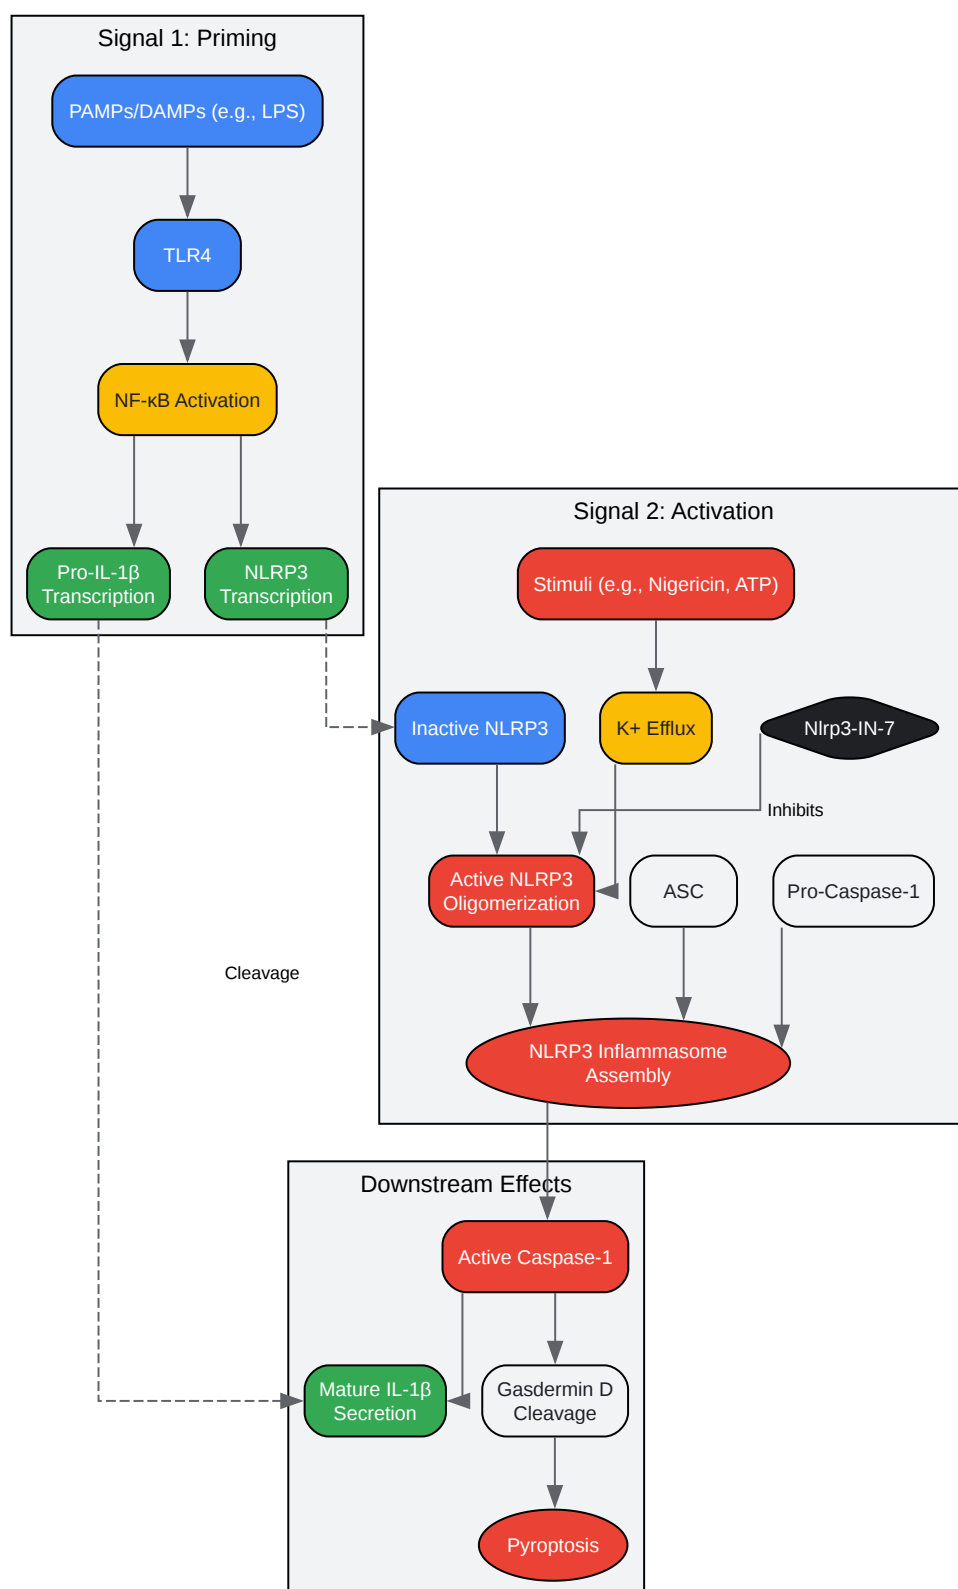 Signal 1: Priming
PAMPs/DAMPs (e.g., LPS)
TLR4
NF-κB Activation
Pro-IL-1β
Transcription
NLRP3
Transcription
Signal 2: Activation
Stimuli (e.g., Nigericin, ATP)
Inactive NLRP3
K+ Efflux
Nlrp3-IN-7
Inhibits
Active NLRP3
Oligomerization
ASC
Pro-Caspase-1
Cleavage
NLRP3 Inflammasome
Assembly
Downstream Effects
Active Caspase-1
Mature IL-1β
Secretion
Gasdermin D
Cleavage
Pyroptosis